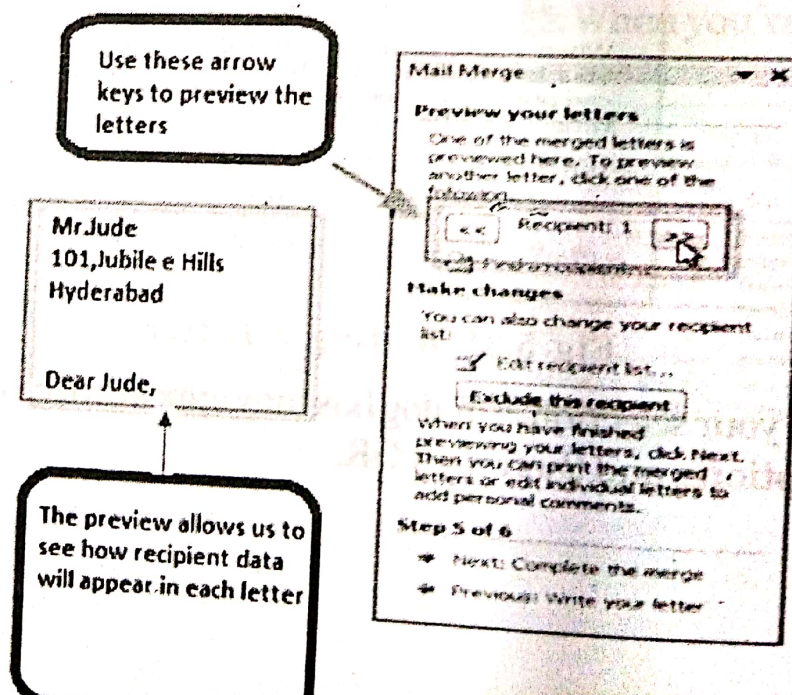 When you're
Use these arrow
keys to preview the
letters
Mail Merge
Preview your letters
One of the merged letters is
previewed here. To preview
another letter, click one of the
following
<< Recipient: 1 >>
Find a recipient...
Mr.Jude
101,Jubile e Hills
Hyderabad
Dear Jude,
Make changes
You can also change your recipient
list:
Edit recipient list...
Exclude this recipient
When you have finished
previewing your letters, click Next.
Then you can print the merged
letters or edit individual letters to
add personal comments.
Step 5 of 6
Next: Complete the merge
Previous: Write your letter
The preview allows us to
see how recipient data
will appear in each letter